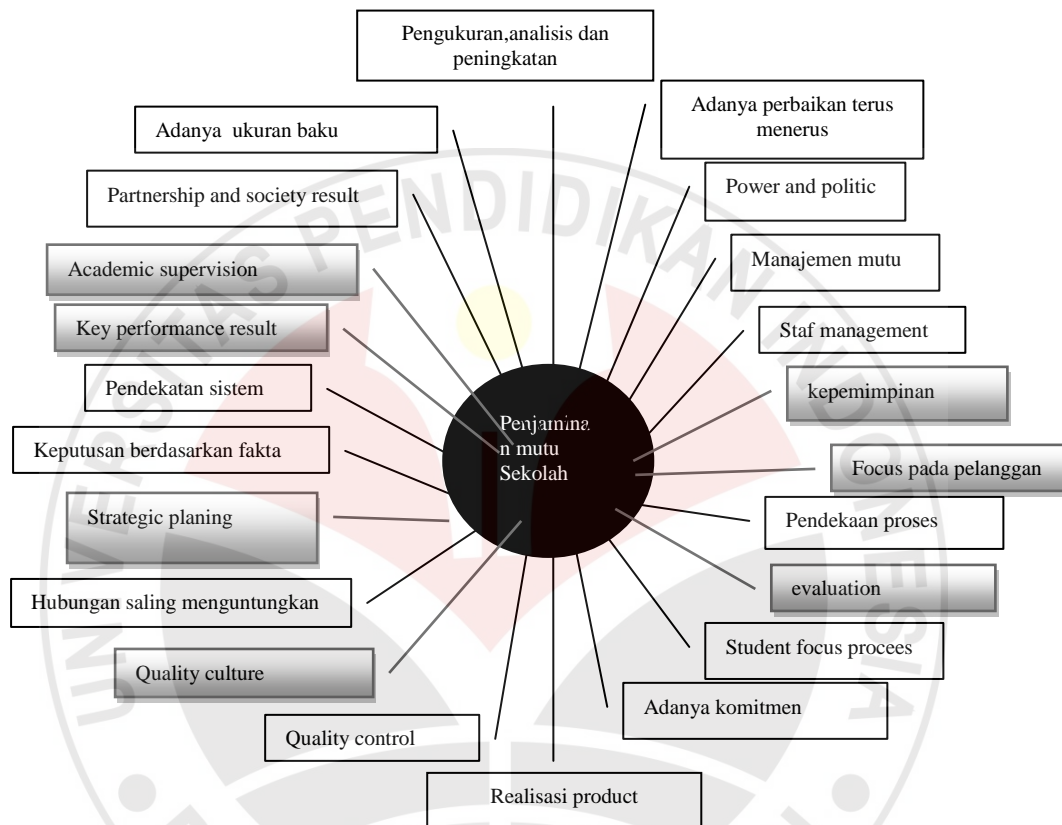 Pengukuran,analisis dan
peningkatan
Adanya perbaikan terus
menerus
Adanya ukuran baku
Power and politic
Partnership and society result
Manajemen mutu
Academic supervision
Staf management
Key performance result
kepemimpinan
Pendekatan sistem
Penjamina
n mutu
Sekolah
Keputusan berdasarkan fakta
Focus pada pelanggan
Strategic planing
Pendekaan proses
evaluation
Hubungan saling menguntungkan
Student focus procees
Quality culture
Adanya komitmen
Quality control
Realisasi product
UNIVERSITAS PENDIDIKAN INDONESIA